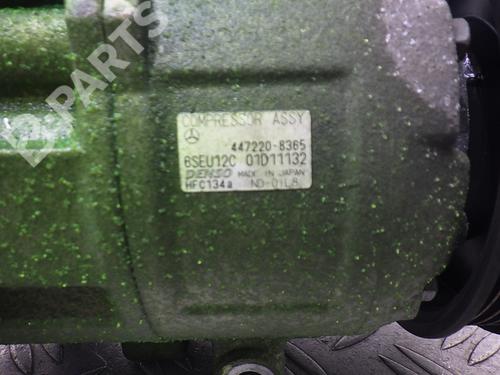 B-PARTS
COMPRESSOR ASSY
447220-8365
6SEU12C 01D11132
DENSO MADE IN JAPAN
HFC134a ND-OIL8